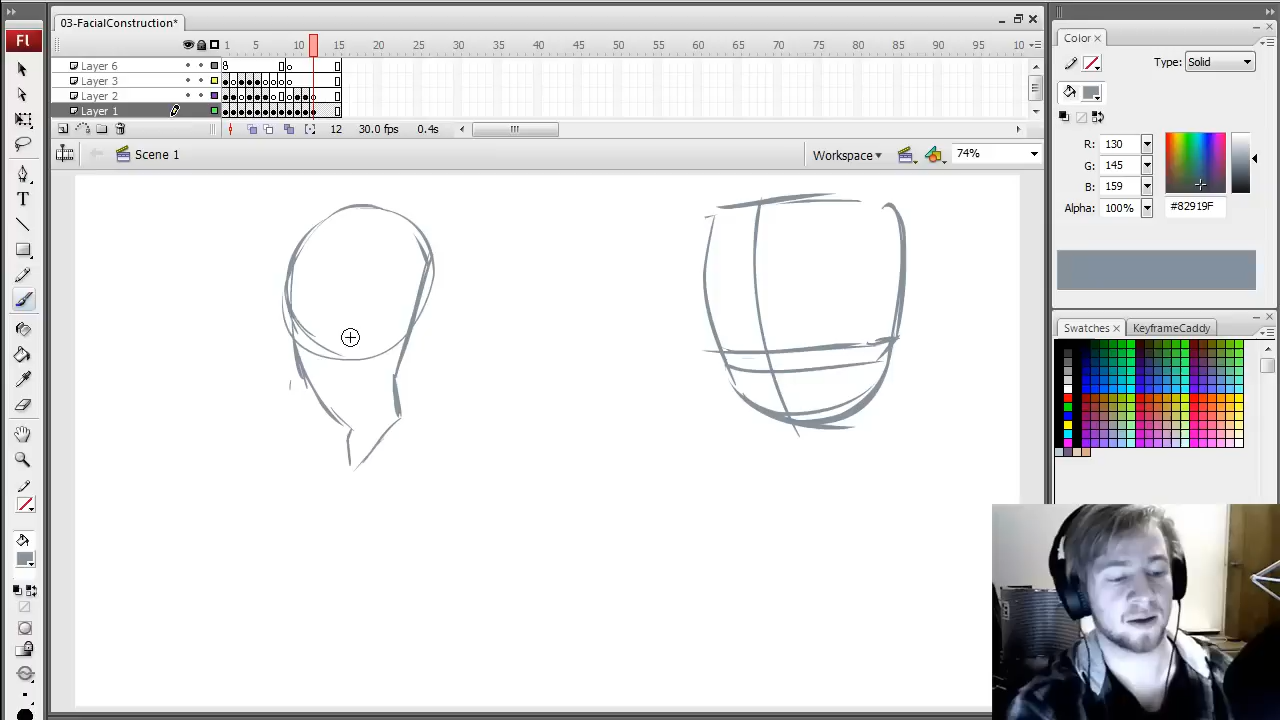 03-FacialConstruction*
Fl
1 5 10 15 20 25 30 35 40 45 50 55 60 65 70 75 80 85 90 95 10
Layer 6
Layer 3
Layer 2
Layer 1
12 30.0 fps 0.4s
Scene 1
Workspace
74%
Color
Type: Solid
R: 130
G: 145
B: 159
Alpha: 100%
#82919F
Swatches
KeyframeCaddy
T